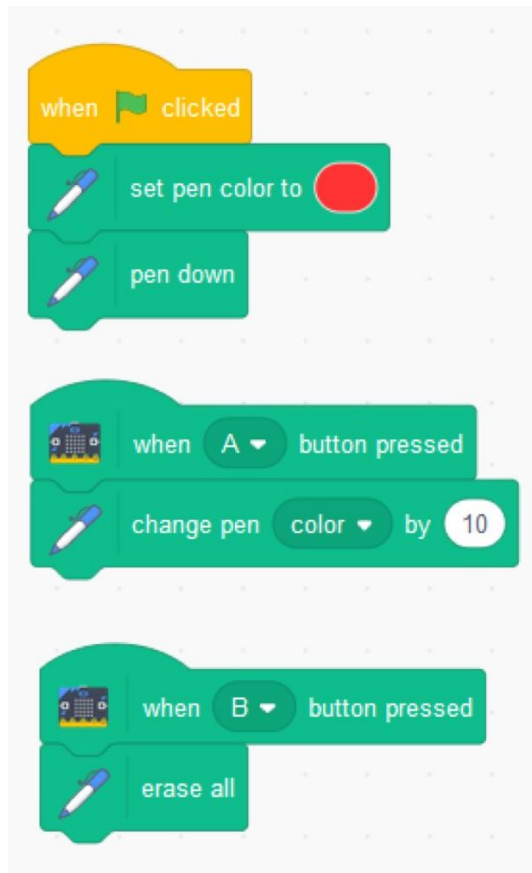 when clicked
set pen color to
pen down
when A button pressed
change pen color by 10
when B button pressed
erase all